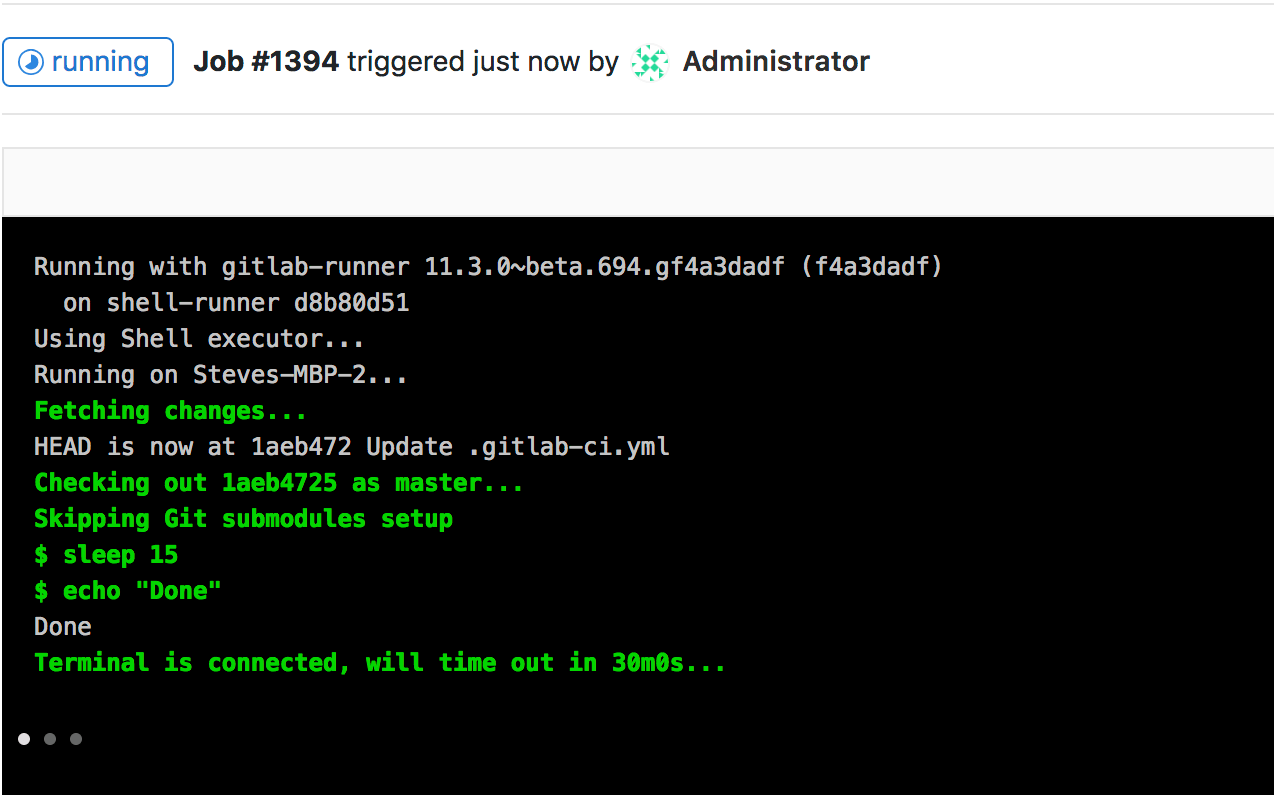 running Job #1394 triggered just now by Administrator
Running with gitlab-runner 11.3.0~beta.694.gf4a3dadf (f4a3dadf)
on shell-runner d8b80d51
Using Shell executor...
Running on Steves-MBP-2...
Fetching changes...
HEAD is now at 1aeb472 Update .gitlab-ci.yml
Checking out 1aeb4725 as master...
Skipping Git submodules setup
$ sleep 15
$ echo "Done"
Done
Terminal is connected, will time out in 30m0s...